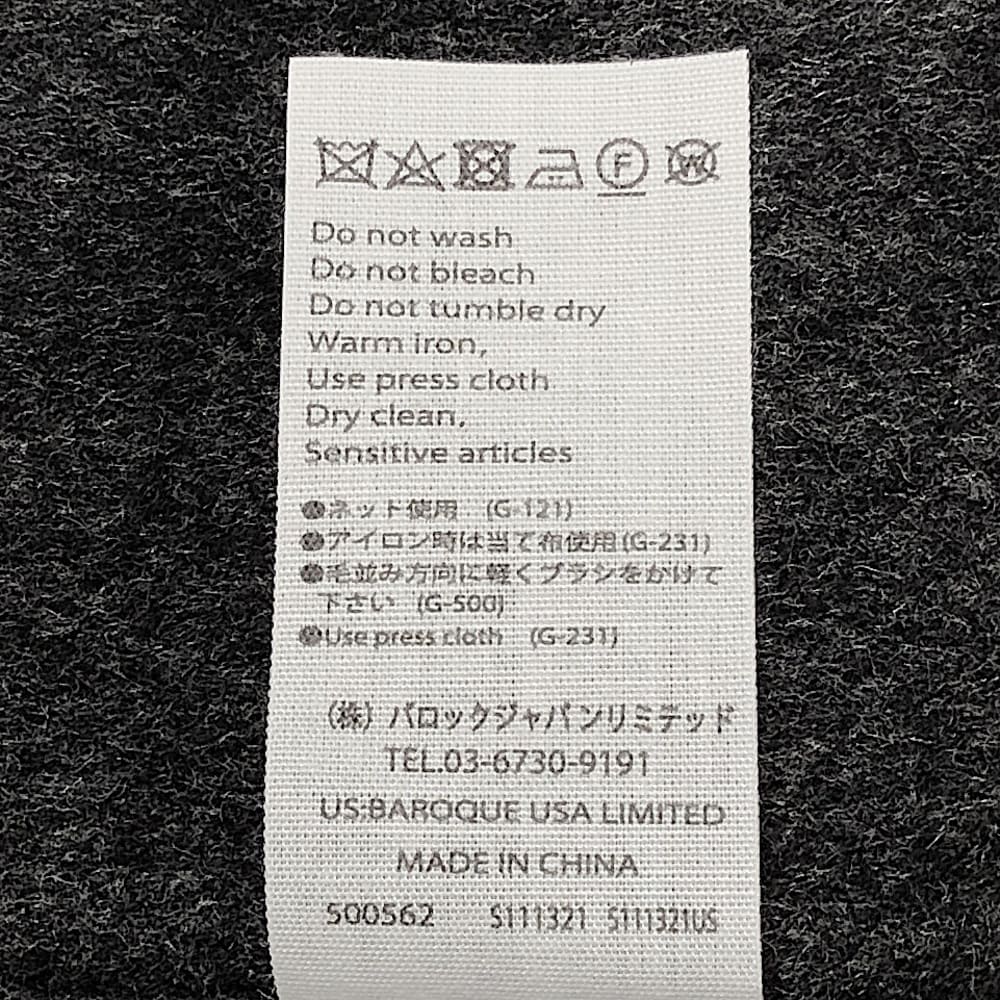 F W
Do not wash
Do not bleach
Do not tumble dry
Warm iron,
Use press cloth
Dry clean,
Sensitive articles
●ネット使用 (G-121)
●アイロン時は当て布使用(G-231)
●毛並み方向に軽くブラシをかけて
下さい (G-500)
●Use press cloth (G-231)
(株) バロックジャパンリミテッド
TEL.03-6730-9191
US:BAROQUE USA LIMITED
MADE IN CHINA
500562 S111321 S111321US